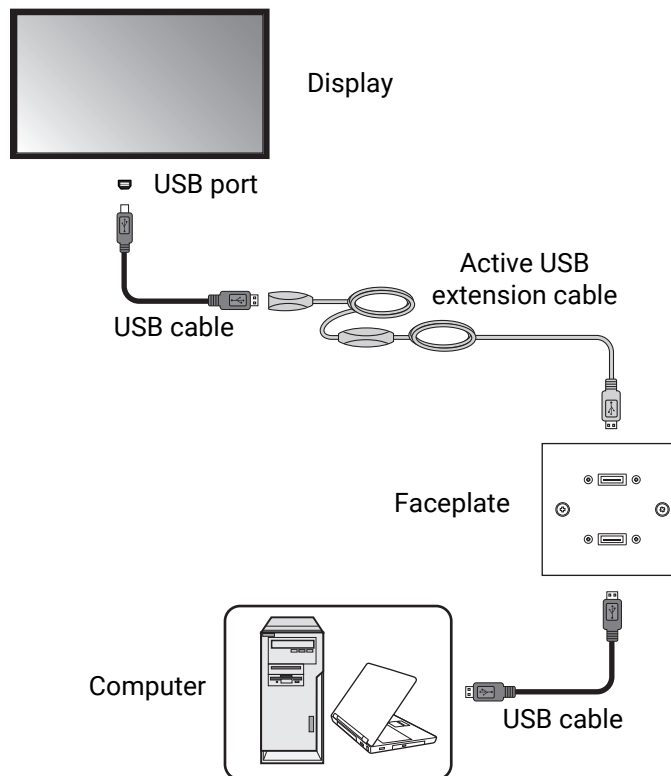 Display
USB port
Active USB
extension cable
USB cable
Faceplate
Computer
USB cable